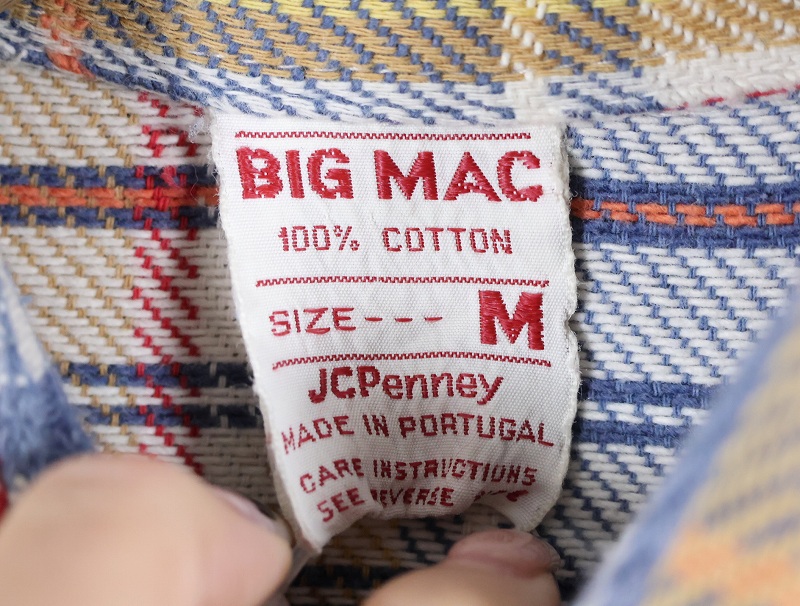 BIG MAC
100% COTTON
SIZE --- M
JCPenney
MADE IN PORTUGAL
CARE INSTRUCTIONS
SEE REVERSE